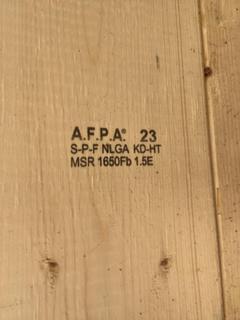 A.F.P.A.® 23
S-P-F NLGA KD-HT
MSR 1650Fb 1.5E